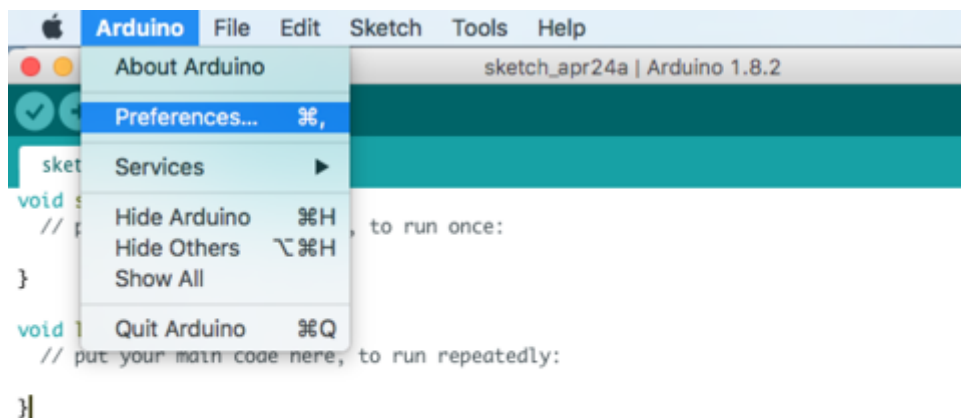 Arduino File Edit Sketch Tools Help
sketch_apr24a | Arduino 1.8.2
About Arduino
Preferences... ⌘,
Services ▶
Hide Arduino ⌘H
Hide Others ⌥⌘H
Show All
Quit Arduino ⌘Q
sket
void s
// p , to run once:
}
void l
// put your main code here, to run repeatedly:
}